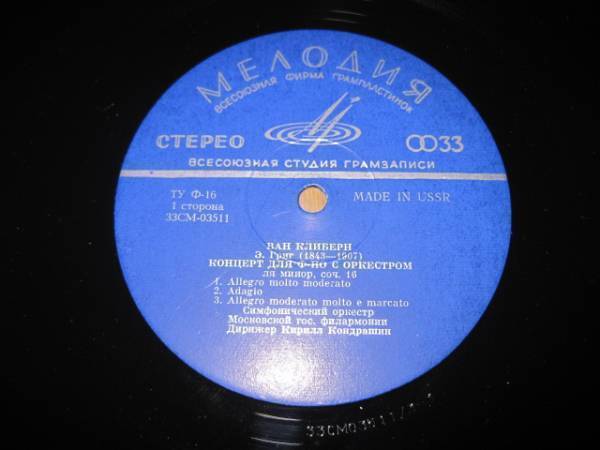 МЕЛОДИЯ
ВСЕСОЮЗНАЯ ФИРМА ГРАМПЛАСТИНОК
СТЕРЕО
33
ВСЕСОЮЗНАЯ СТУДИЯ ГРАМЗАПИСИ
ТУ Ф-16
1 сторона
33СМ-03511
MADE IN USSR
ВАН КЛИБЕРН
Э. Григ (1843—1907)
КОНЦЕРТ ДЛЯ Ф-НО С ОРКЕСТРОМ
ля минор, соч. 16
1. Allegro molto moderato
2. Adagio
3. Allegro moderato molto e marcato
Симфонический оркестр
Московской гос. филармонии
Дирижер Кирилл Кондрашин